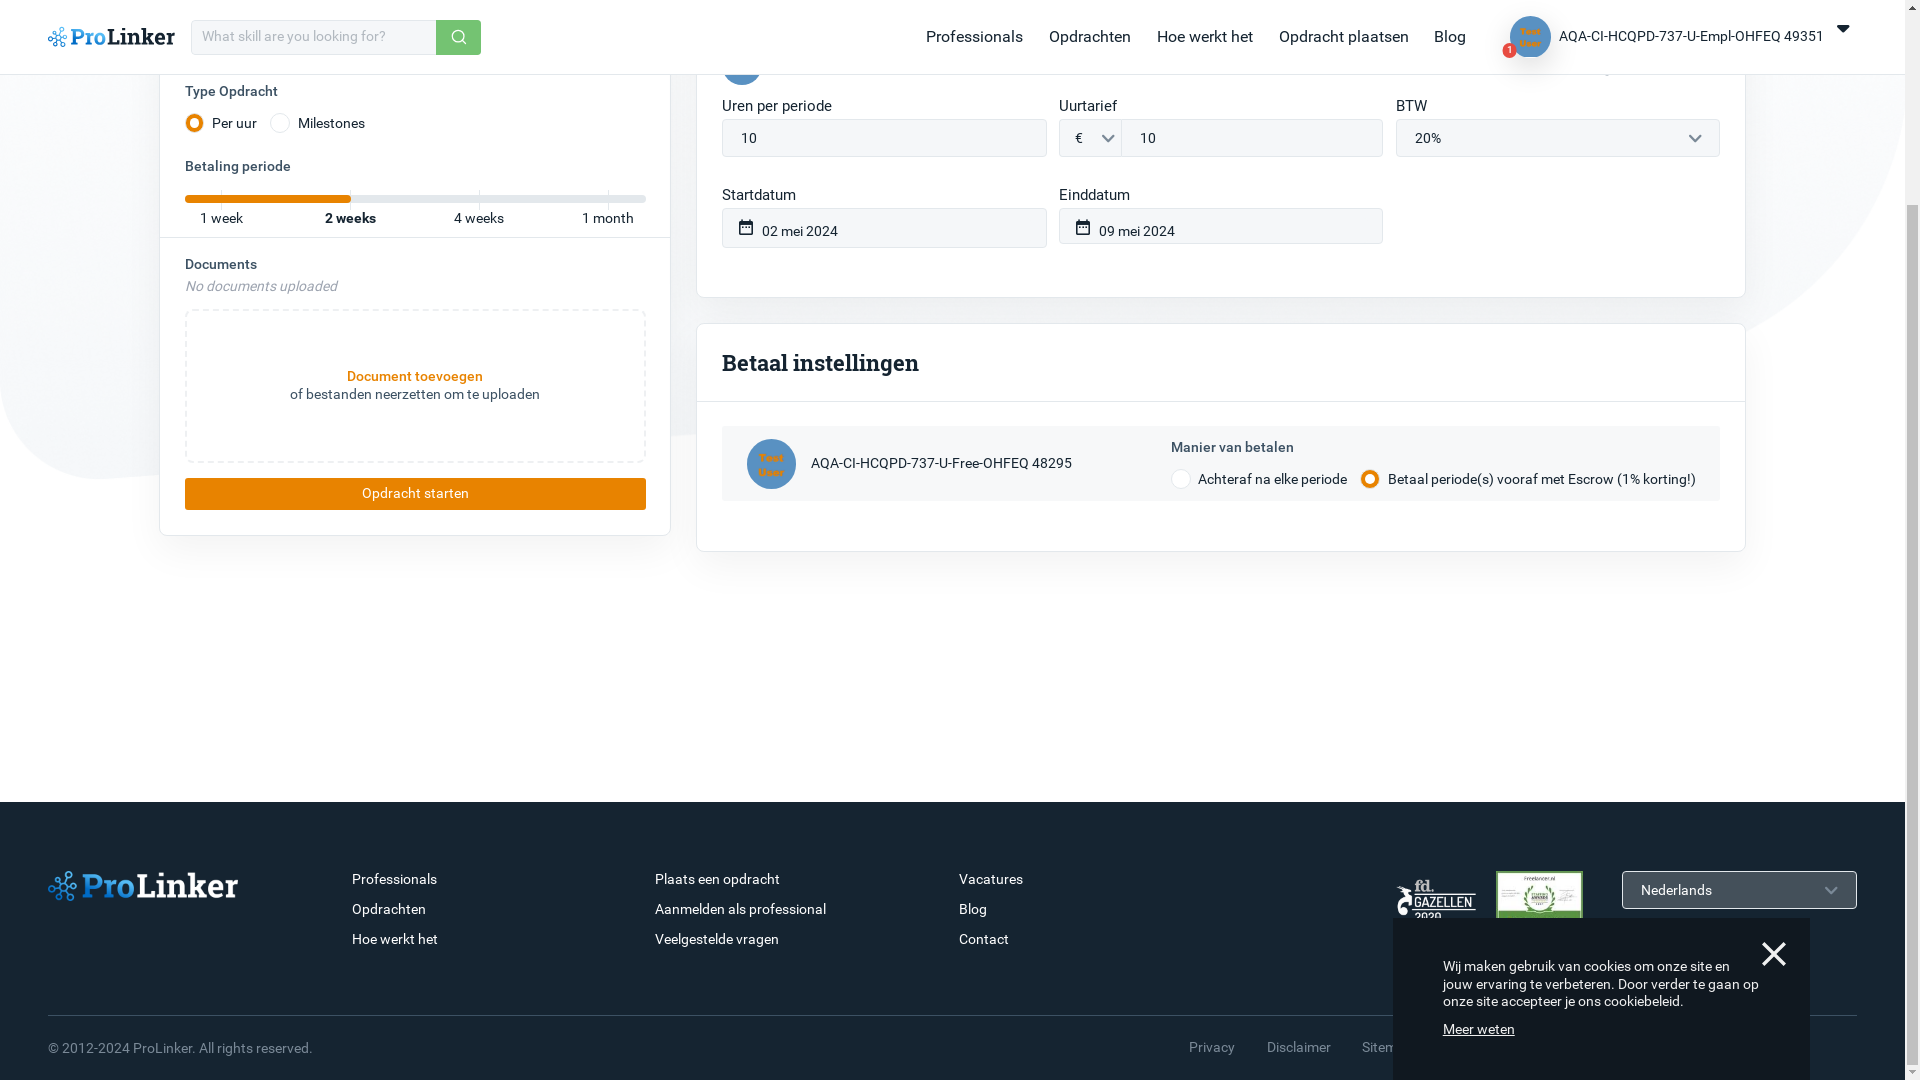 ProLinker
What skill are you looking for?
Professionals
Opdrachten
Hoe werkt het
Opdracht plaatsen
Blog
Test
User
1
AQA-CI-HCQPD-737-U-Empl-OHFEQ 49351
Type Opdracht
Per uur
Milestones
Betaling periode
1 week
2 weeks
4 weeks
1 month
Documents
No documents uploaded
Document toevoegen
of bestanden neerzetten om te uploaden
Opdracht starten
Uren per periode
10
Uurtarief
€
10
BTW
20%
Startdatum
02 mei 2024
Einddatum
09 mei 2024
Betaal instellingen
Test
User
AQA-CI-HCQPD-737-U-Free-OHFEQ 48295
Manier van betalen
Achteraf na elke periode
Betaal periode(s) vooraf met Escrow (1% korting!)
ProLinker
Professionals
Opdrachten
Hoe werkt het
Plaats een opdracht
Aanmelden als professional
Veelgestelde vragen
Vacatures
Blog
Contact
fd.
GAZELLEN
2020
Freelancer.nl
Nederlands
Wij maken gebruik van cookies om onze site en
jouw ervaring te verbeteren. Door verder te gaan op
onze site accepteer je ons cookiebeleid.
Meer weten
© 2012-2024 ProLinker. All rights reserved.
Privacy
Disclaimer
Sitem